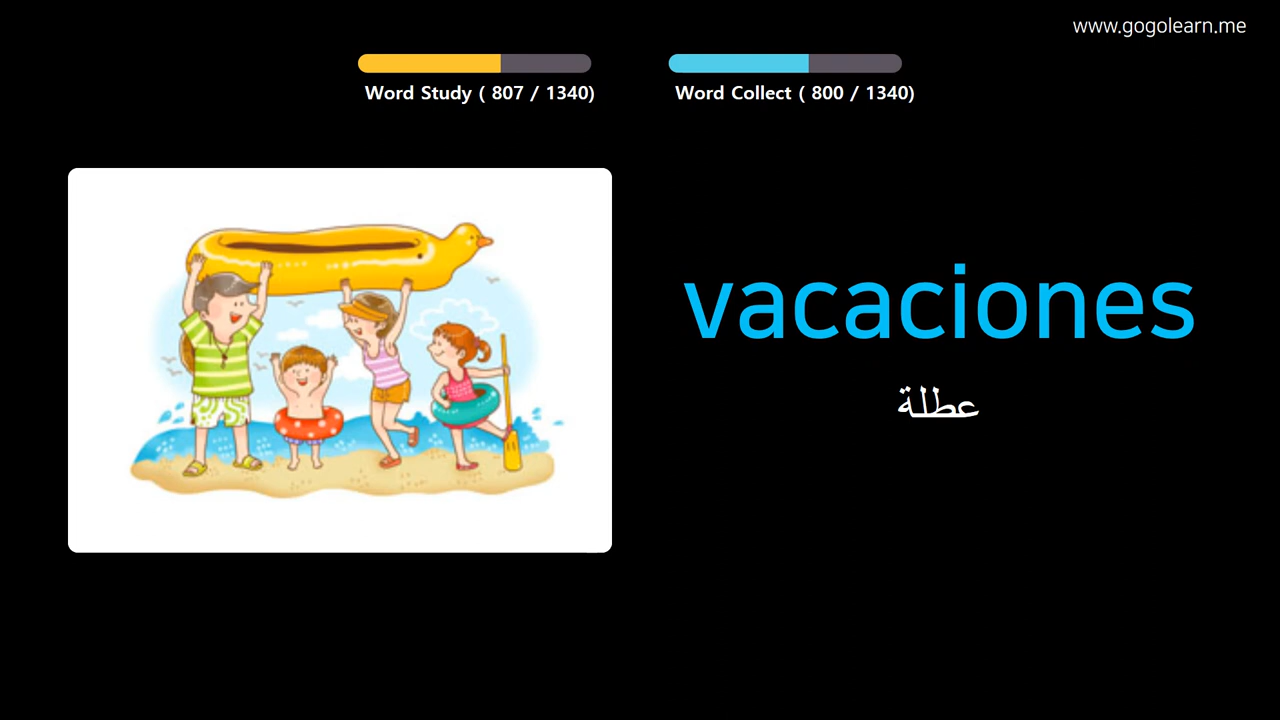 www.gogolearn.me
Word Study ( 807 / 1340)
Word Collect ( 800 / 1340)
vacaciones
عطلة